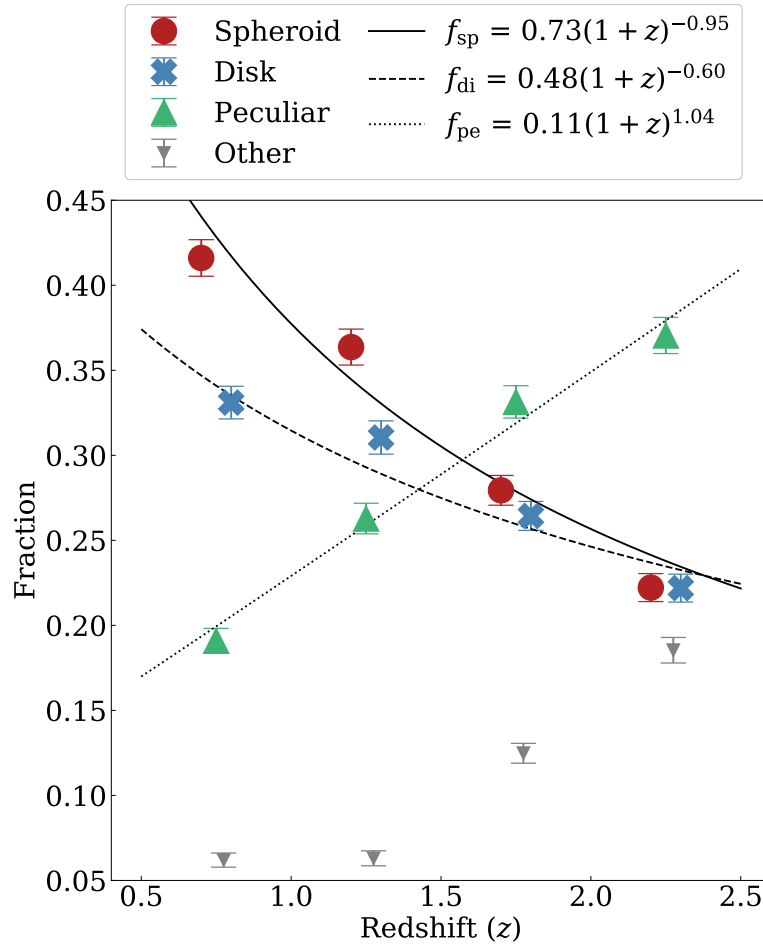 Spheroid
Disk
Peculiar
Other
f_sp = 0.73(1 + z)^−0.95
f_di = 0.48(1 + z)^−0.60
f_pe = 0.11(1 + z)^1.04
0.45
0.40
0.35
0.30
0.25
0.20
0.15
0.10
0.05
Fraction
0.5 1.0 1.5 2.0 2.5
Redshift (z)